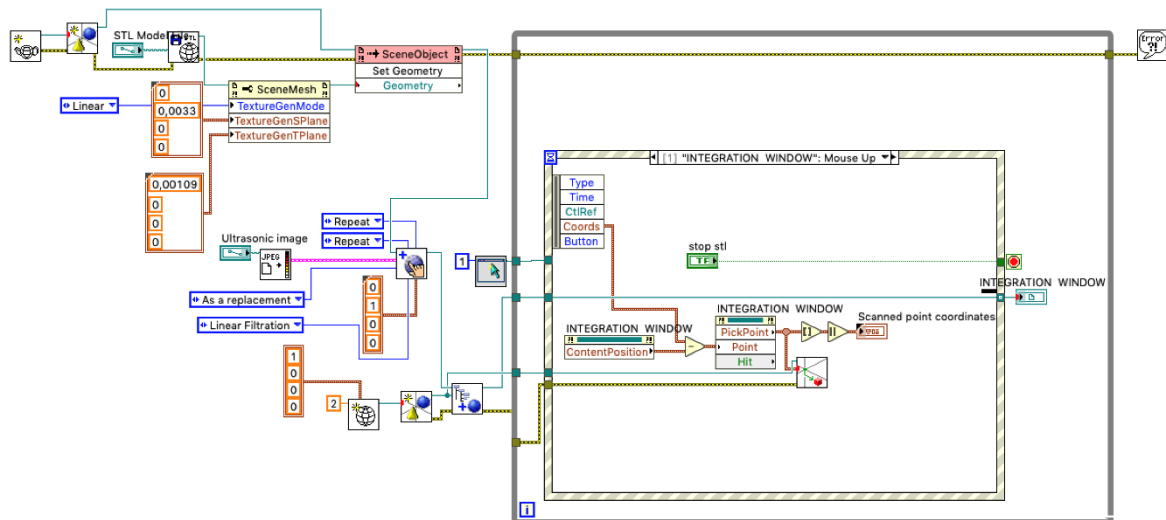 STL Model file
STL
SceneObject
Set Geometry
Geometry
Error
?!
SceneMesh
TextureGenMode
TextureGenSPlane
TextureGenTPlane
Linear
0
0,0033
0
0
0,00109
0
0
0
[1] "INTEGRATION WINDOW": Mouse Up
Type
Time
CtlRef
Coords
Button
Repeat
Repeat
Ultrasonic image
JPEG
As a replacement
Linear Filtration
0
1
0
0
1
stop stl
TF
INTEGRATION WINDOW
INTEGRATION WINDOW
PickPoint
Point
Hit
INTEGRATION WINDOW
ContentPosition
Scanned point coordinates
1
0
0
0
2
i